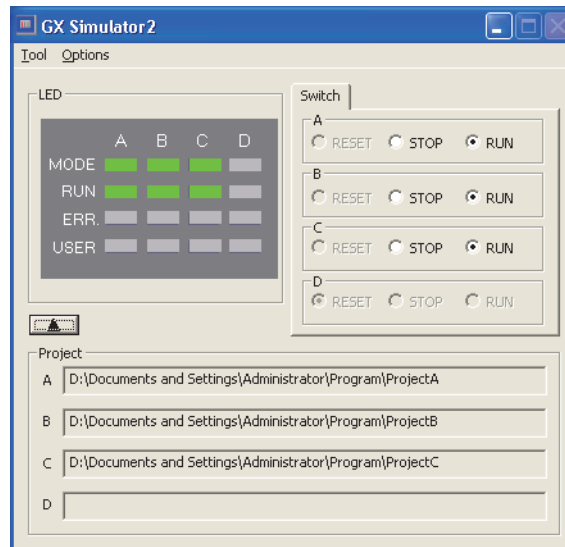 GX Simulator2
Tool Options
LED
A B C D
MODE
RUN
ERR.
USER
Switch
A
RESET STOP RUN
B
RESET STOP RUN
C
RESET STOP RUN
D
RESET STOP RUN
Project
A D:\Documents and Settings\Administrator\Program\ProjectA
B D:\Documents and Settings\Administrator\Program\ProjectB
C D:\Documents and Settings\Administrator\Program\ProjectC
D